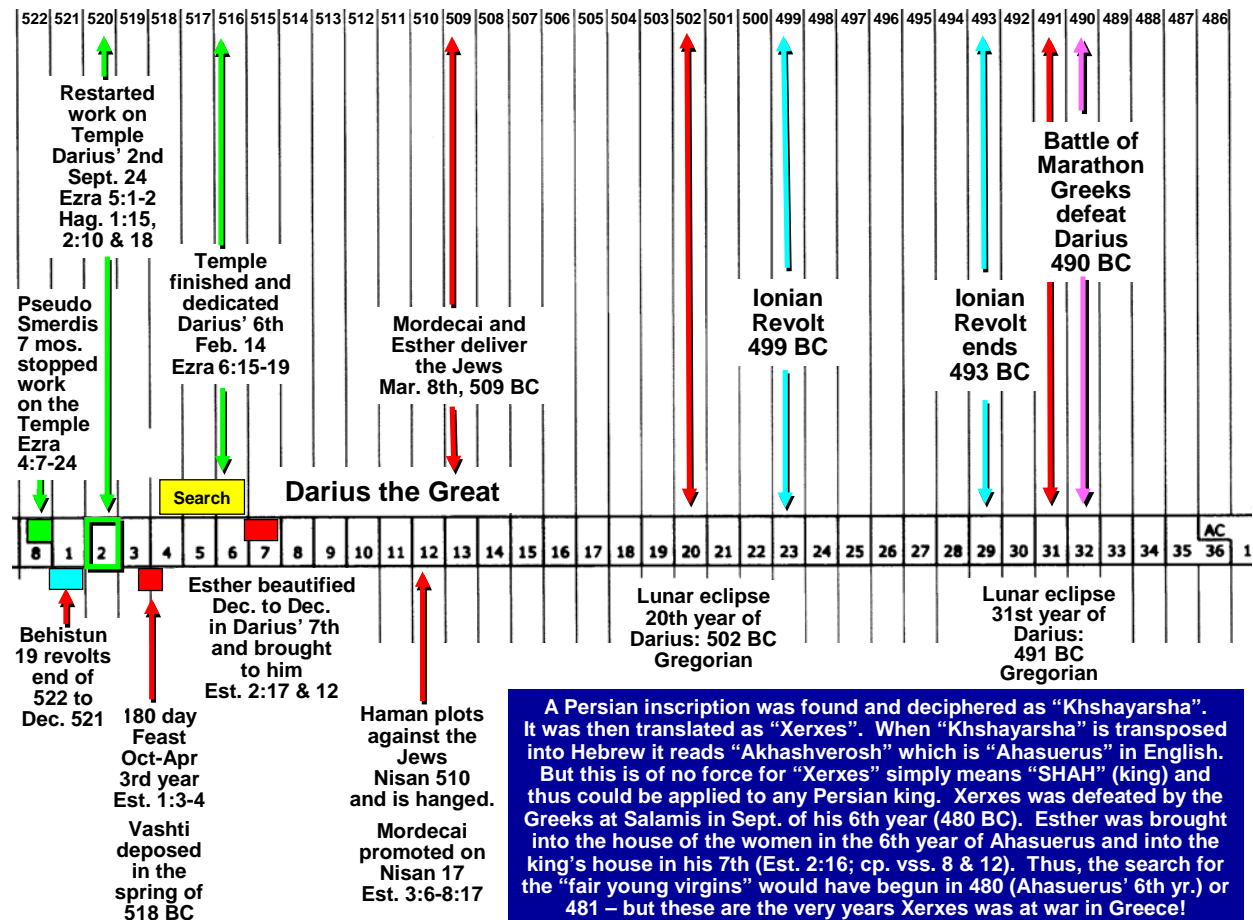 522 521 520 519 518 517 516 515 514 513 512 511 510 509 508 507 506 505 504 503 502 501 500 499 498 497 496 495 494 493 492 491 490 489 488 487 486
Restarted
work on
Temple
Darius’ 2nd
Sept. 24
Ezra 5:1-2
Hag. 1:15,
2:10 & 18
Temple
finished and
dedicated
Darius’ 6th
Feb. 14
Ezra 6:15-19
Pseudo
Smerdis
7 mos.
stopped
work
on the
Temple
Ezra
4:7-24
Mordecai and
Esther deliver
the Jews
Mar. 8th, 509 BC
Ionian
Revolt
499 BC
Ionian
Revolt
ends
493 BC
Battle of
Marathon
Greeks
defeat
Darius
490 BC
Search
Darius the Great
AC
8 1 2 3 4 5 6 7 8 9 10 11 12 13 14 15 16 17 18 19 20 21 22 23 24 25 26 27 28 29 30 31 32 33 34 35 36 1
Behistun
19 revolts
end of
522 to
Dec. 521
180 day
Feast
Oct-Apr
3rd year
Est. 1:3-4
Vashti
deposed
in the
spring of
518 BC
Esther beautified
Dec. to Dec.
in Darius’ 7th
and brought
to him
Est. 2:17 & 12
Haman plots
against the
Jews
Nisan 510
and is hanged.
Mordecai
promoted on
Nisan 17
Est. 3:6-8:17
Lunar eclipse
20th year of
Darius: 502 BC
Gregorian
Lunar eclipse
31st year of
Darius:
491 BC
Gregorian
A Persian inscription was found and deciphered as “Khshayarsha”.
It was then translated as “Xerxes”. When “Khshayarsha” is transposed
into Hebrew it reads “Akhashverosh” which is “Ahasuerus” in English.
But this is of no force for “Xerxes” simply means “SHAH” (king) and
thus could be applied to any Persian king. Xerxes was defeated by the
Greeks at Salamis in Sept. of his 6th year (480 BC). Esther was brought
into the house of the women in the 6th year of Ahasuerus and into the
king’s house in his 7th (Est. 2:16; cp. vss. 8 & 12). Thus, the search for
the “fair young virgins” would have begun in 480 (Ahasuerus’ 6th yr.) or
481 – but these are the very years Xerxes was at war in Greece!